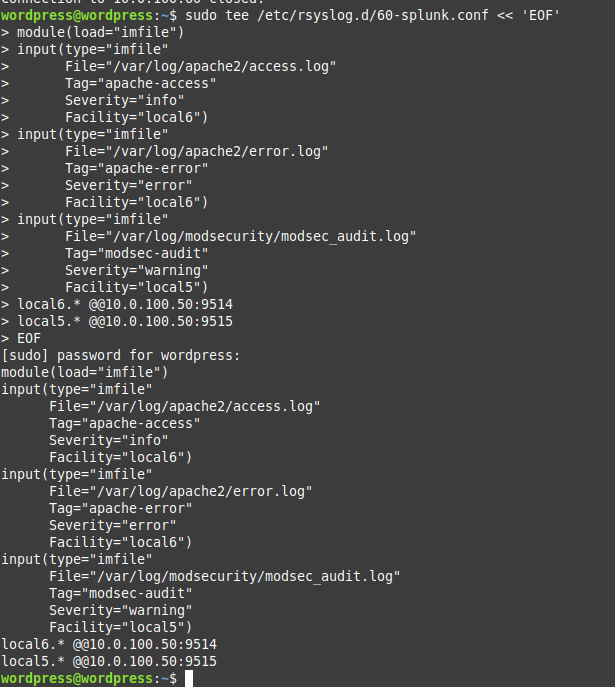 wordpress@wordpress:~$ sudo tee /etc/rsyslog.d/60-splunk.conf << 'EOF'
> module(load="imfile")
> input(type="imfile"
>       File="/var/log/apache2/access.log"
>       Tag="apache-access"
>       Severity="info"
>       Facility="local6")
> input(type="imfile"
>       File="/var/log/apache2/error.log"
>       Tag="apache-error"
>       Severity="error"
>       Facility="local6")
> input(type="imfile"
>       File="/var/log/modsecurity/modsec_audit.log"
>       Tag="modsec-audit"
>       Severity="warning"
>       Facility="local5")
> local6.* @@10.0.100.50:9514
> local5.* @@10.0.100.50:9515
> EOF
[sudo] password for wordpress:
module(load="imfile")
input(type="imfile"
      File="/var/log/apache2/access.log"
      Tag="apache-access"
      Severity="info"
      Facility="local6")
input(type="imfile"
      File="/var/log/apache2/error.log"
      Tag="apache-error"
      Severity="error"
      Facility="local6")
input(type="imfile"
      File="/var/log/modsecurity/modsec_audit.log"
      Tag="modsec-audit"
      Severity="warning"
      Facility="local5")
local6.* @@10.0.100.50:9514
local5.* @@10.0.100.50:9515
wordpress@wordpress:~$